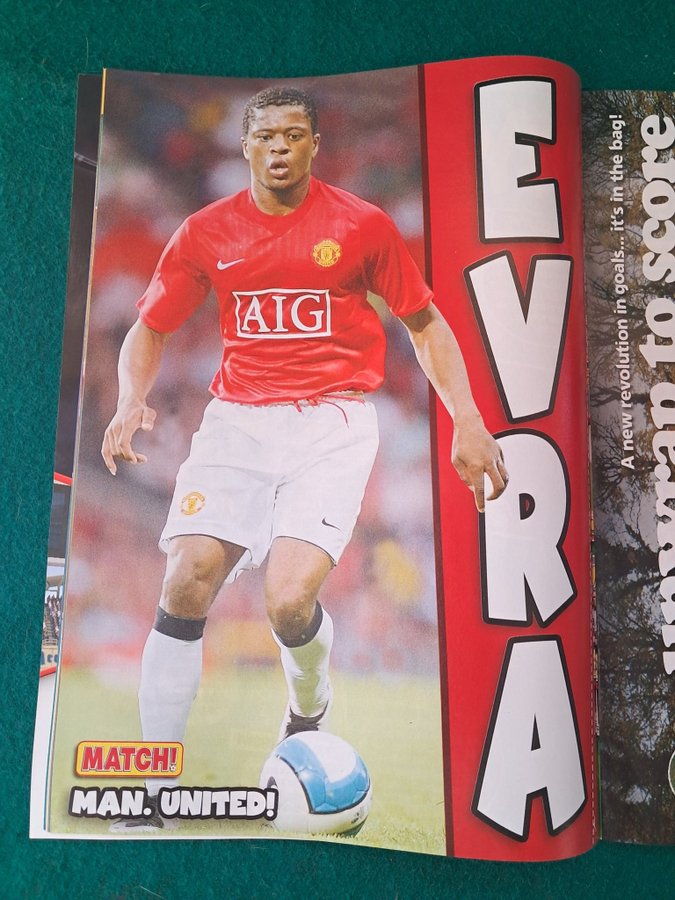 AIG
EVRA
MATCH!
MAN. UNITED!
A new revolution in goals... it's in the bag!
unwrap to score